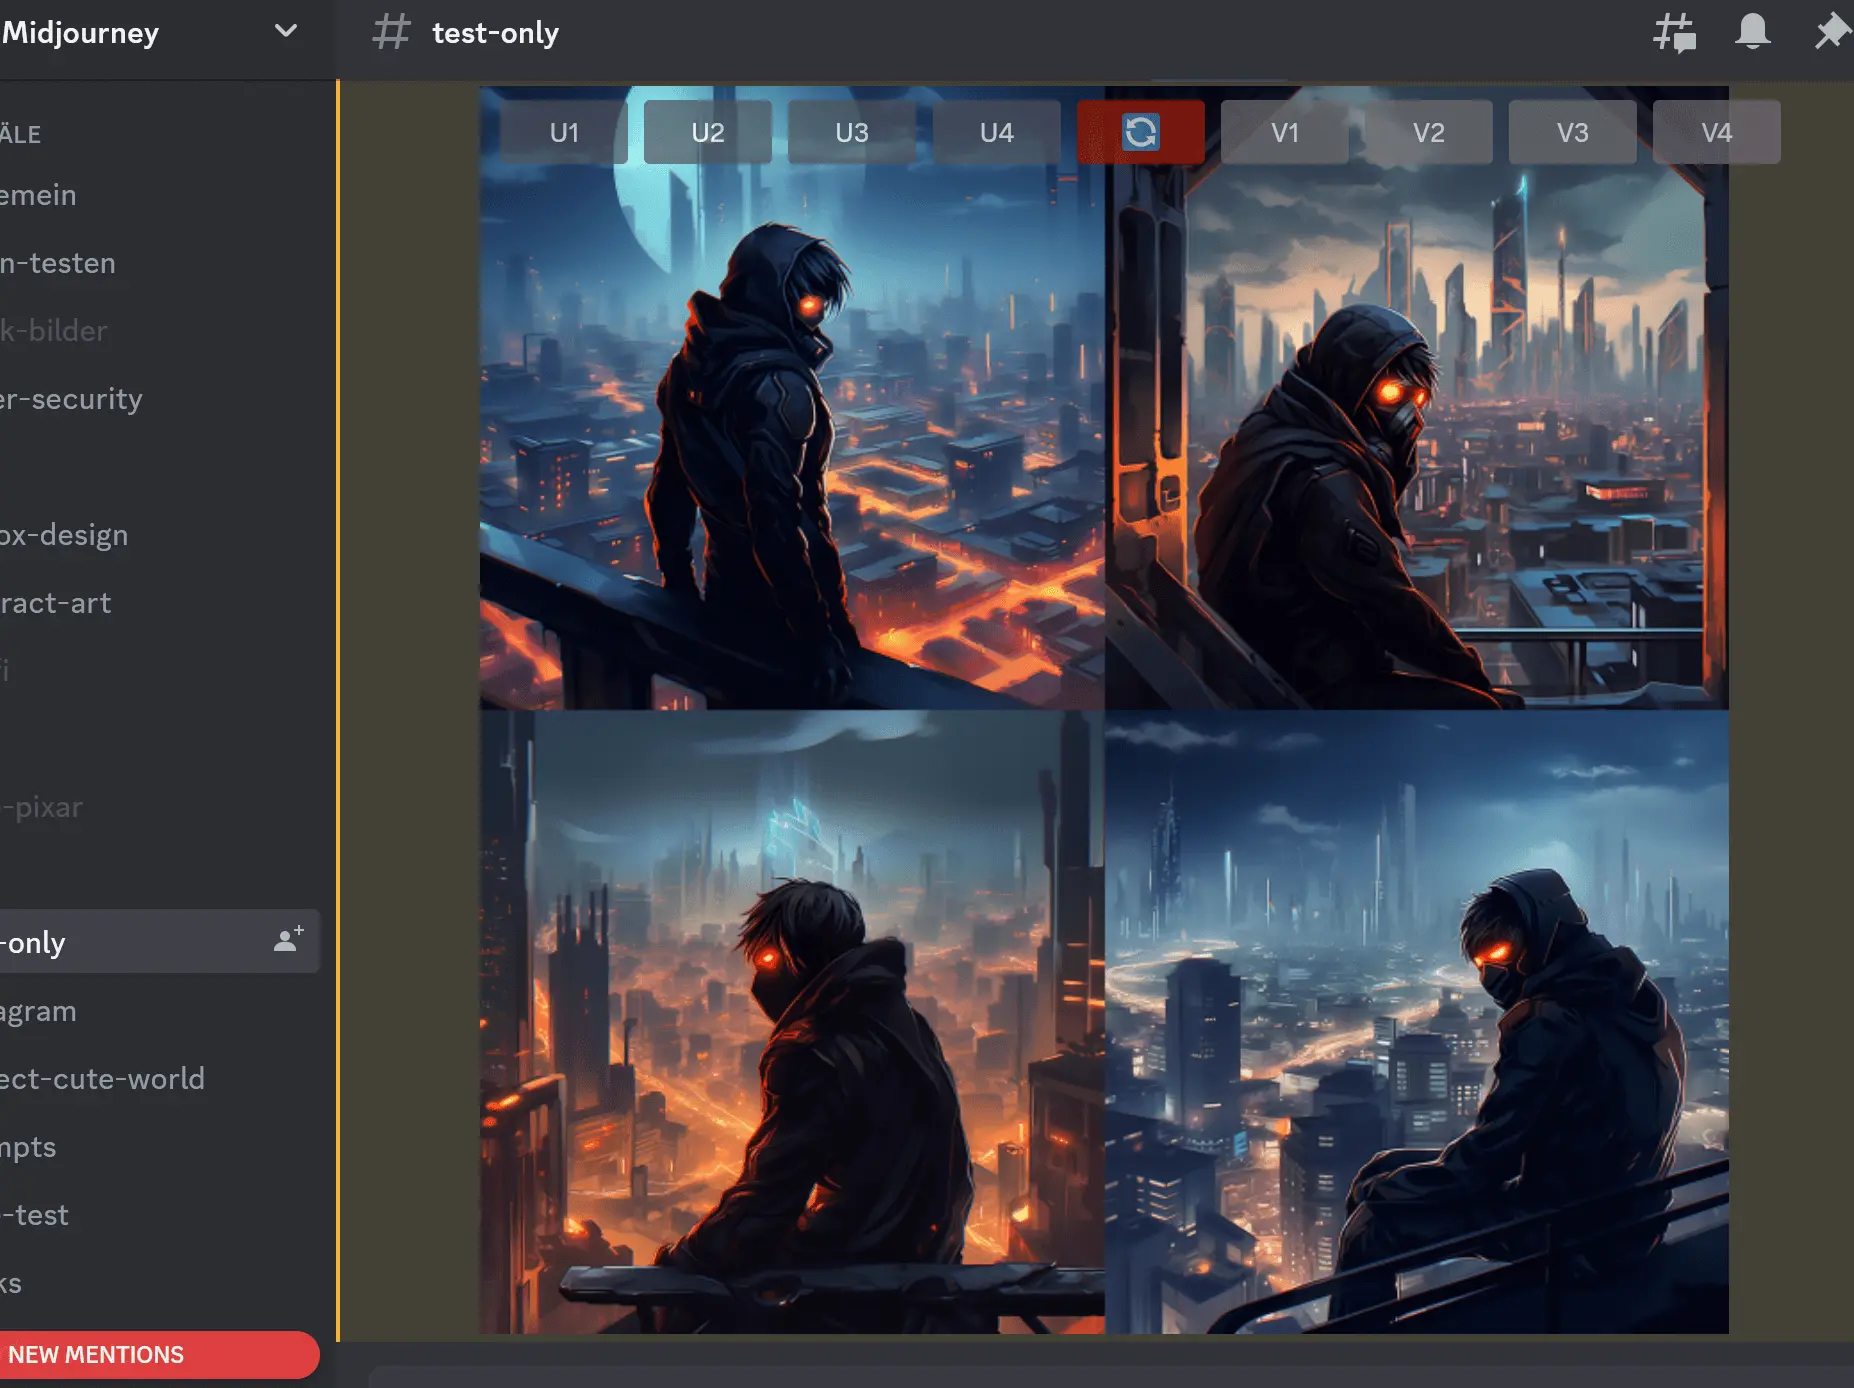 Midjourney
# test-only
U1 U2 U3 U4 V1 V2 V3 V4
ÄLE
emein
n-testen
k-bilder
er-security
ox-design
ract-art
i
-pixar
-only
agram
ect-cute-world
mpts
-test
ks
NEW MENTIONS